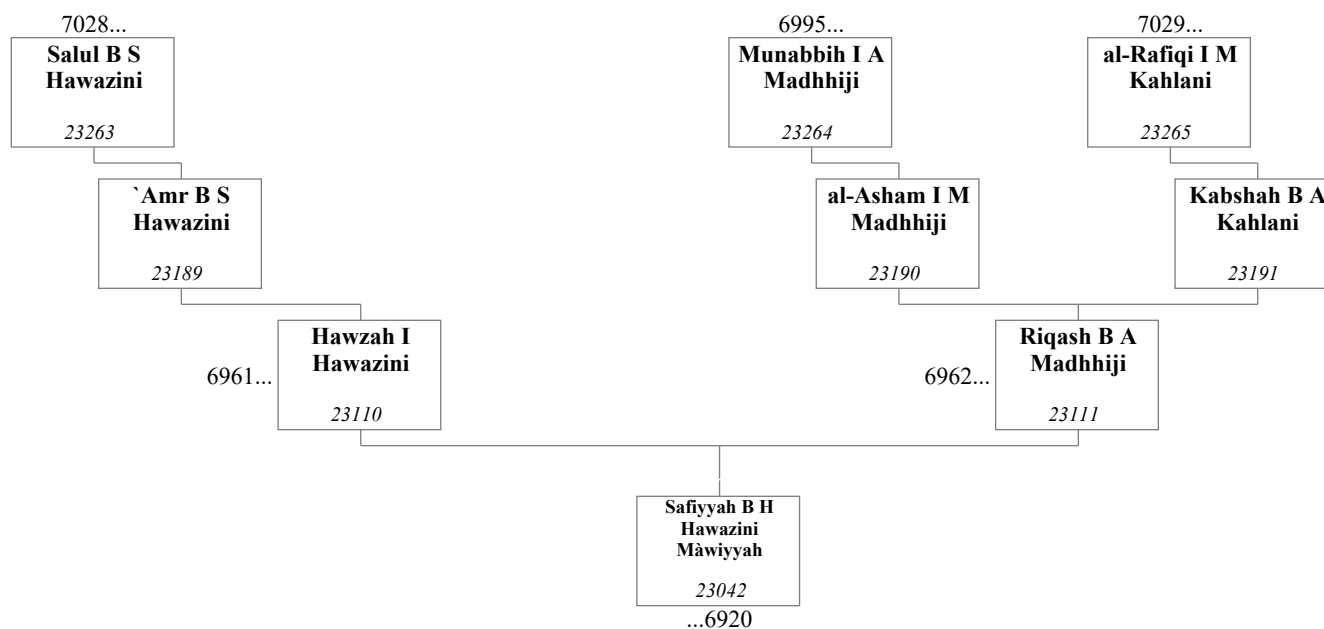 7028...
Salul B S
Hawazini
23263
6995...
Munabbih I A
Madhhiji
23264
7029...
al-Rafiqi I M
Kahlani
23265
`Amr B S
Hawazini
23189
al-Asham I M
Madhhiji
23190
Kabshah B A
Kahlani
23191
6961...
Hawzah I
Hawazini
23110
6962...
Riqash B A
Madhhiji
23111
Safiyyah B H
Hawazini
Màwiyyah
23042
...6920